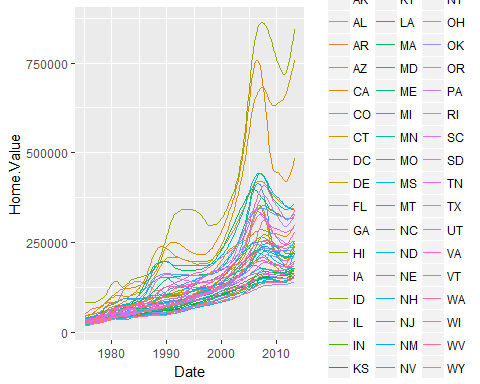 750000
500000
250000
0
Home.Value
1980 1990 2000 2010
Date
AL LA OH
AR MA OK
AZ MD OR
CA ME PA
CO MI RI
CT MN SC
DC MO SD
DE MS TN
FL MT TX
GA NC UT
HI ND VA
IA NE VT
ID NH WA
IL NJ WI
IN NM WV
KS NV WY